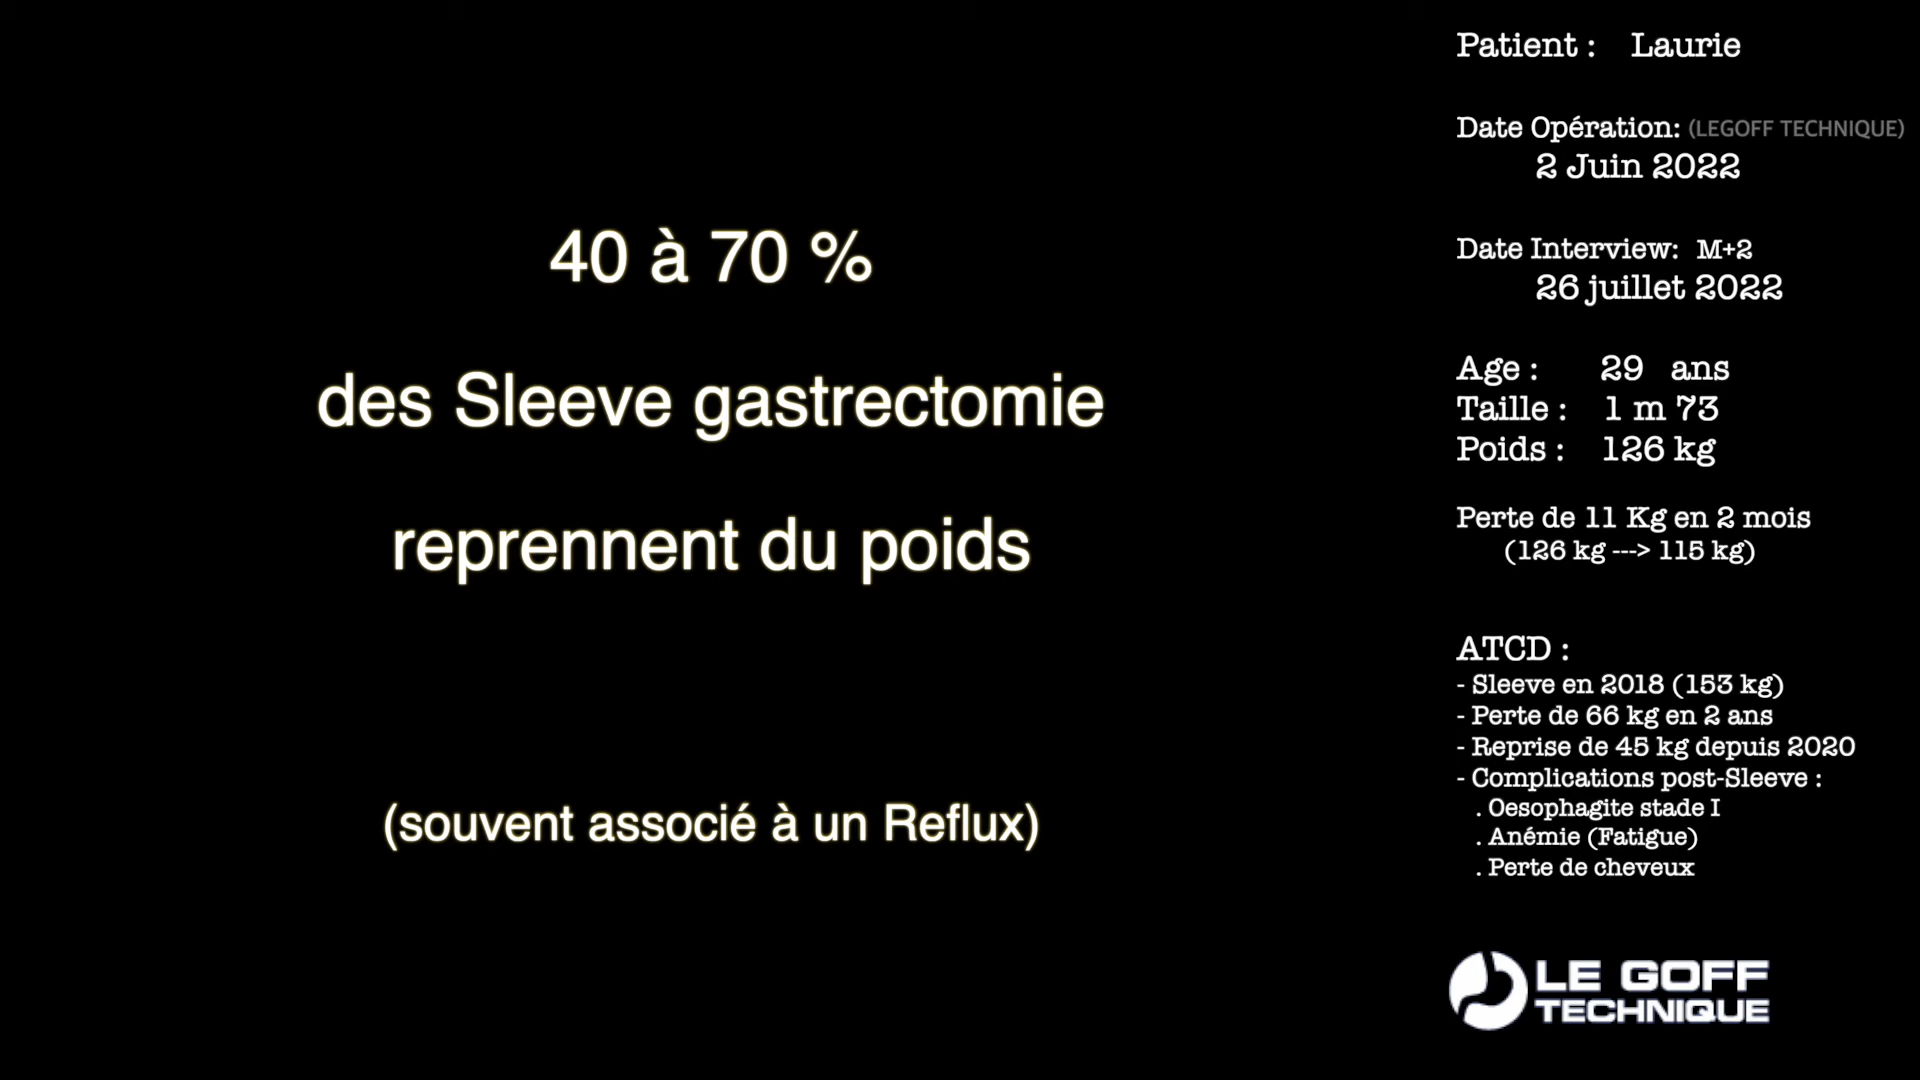 40 à 70 %
des Sleeve gastrectomie
reprennent du poids
(souvent associé à un Reflux)
Patient : Laurie
Date Opération: (LEGOFF TECHNIQUE)
2 Juin 2022
Date Interview: M+2
26 juillet 2022
Age : 29 ans
Taille : 1 m 73
Poids : 126 kg
Perte de 11 Kg en 2 mois
(126 kg ---> 115 kg)
ATCD :
- Sleeve en 2018 (153 kg)
- Perte de 66 kg en 2 ans
- Reprise de 45 kg depuis 2020
- Complications post-Sleeve :
. Oesophagite stade I
. Anémie (Fatigue)
. Perte de cheveux
LE GOFF
TECHNIQUE